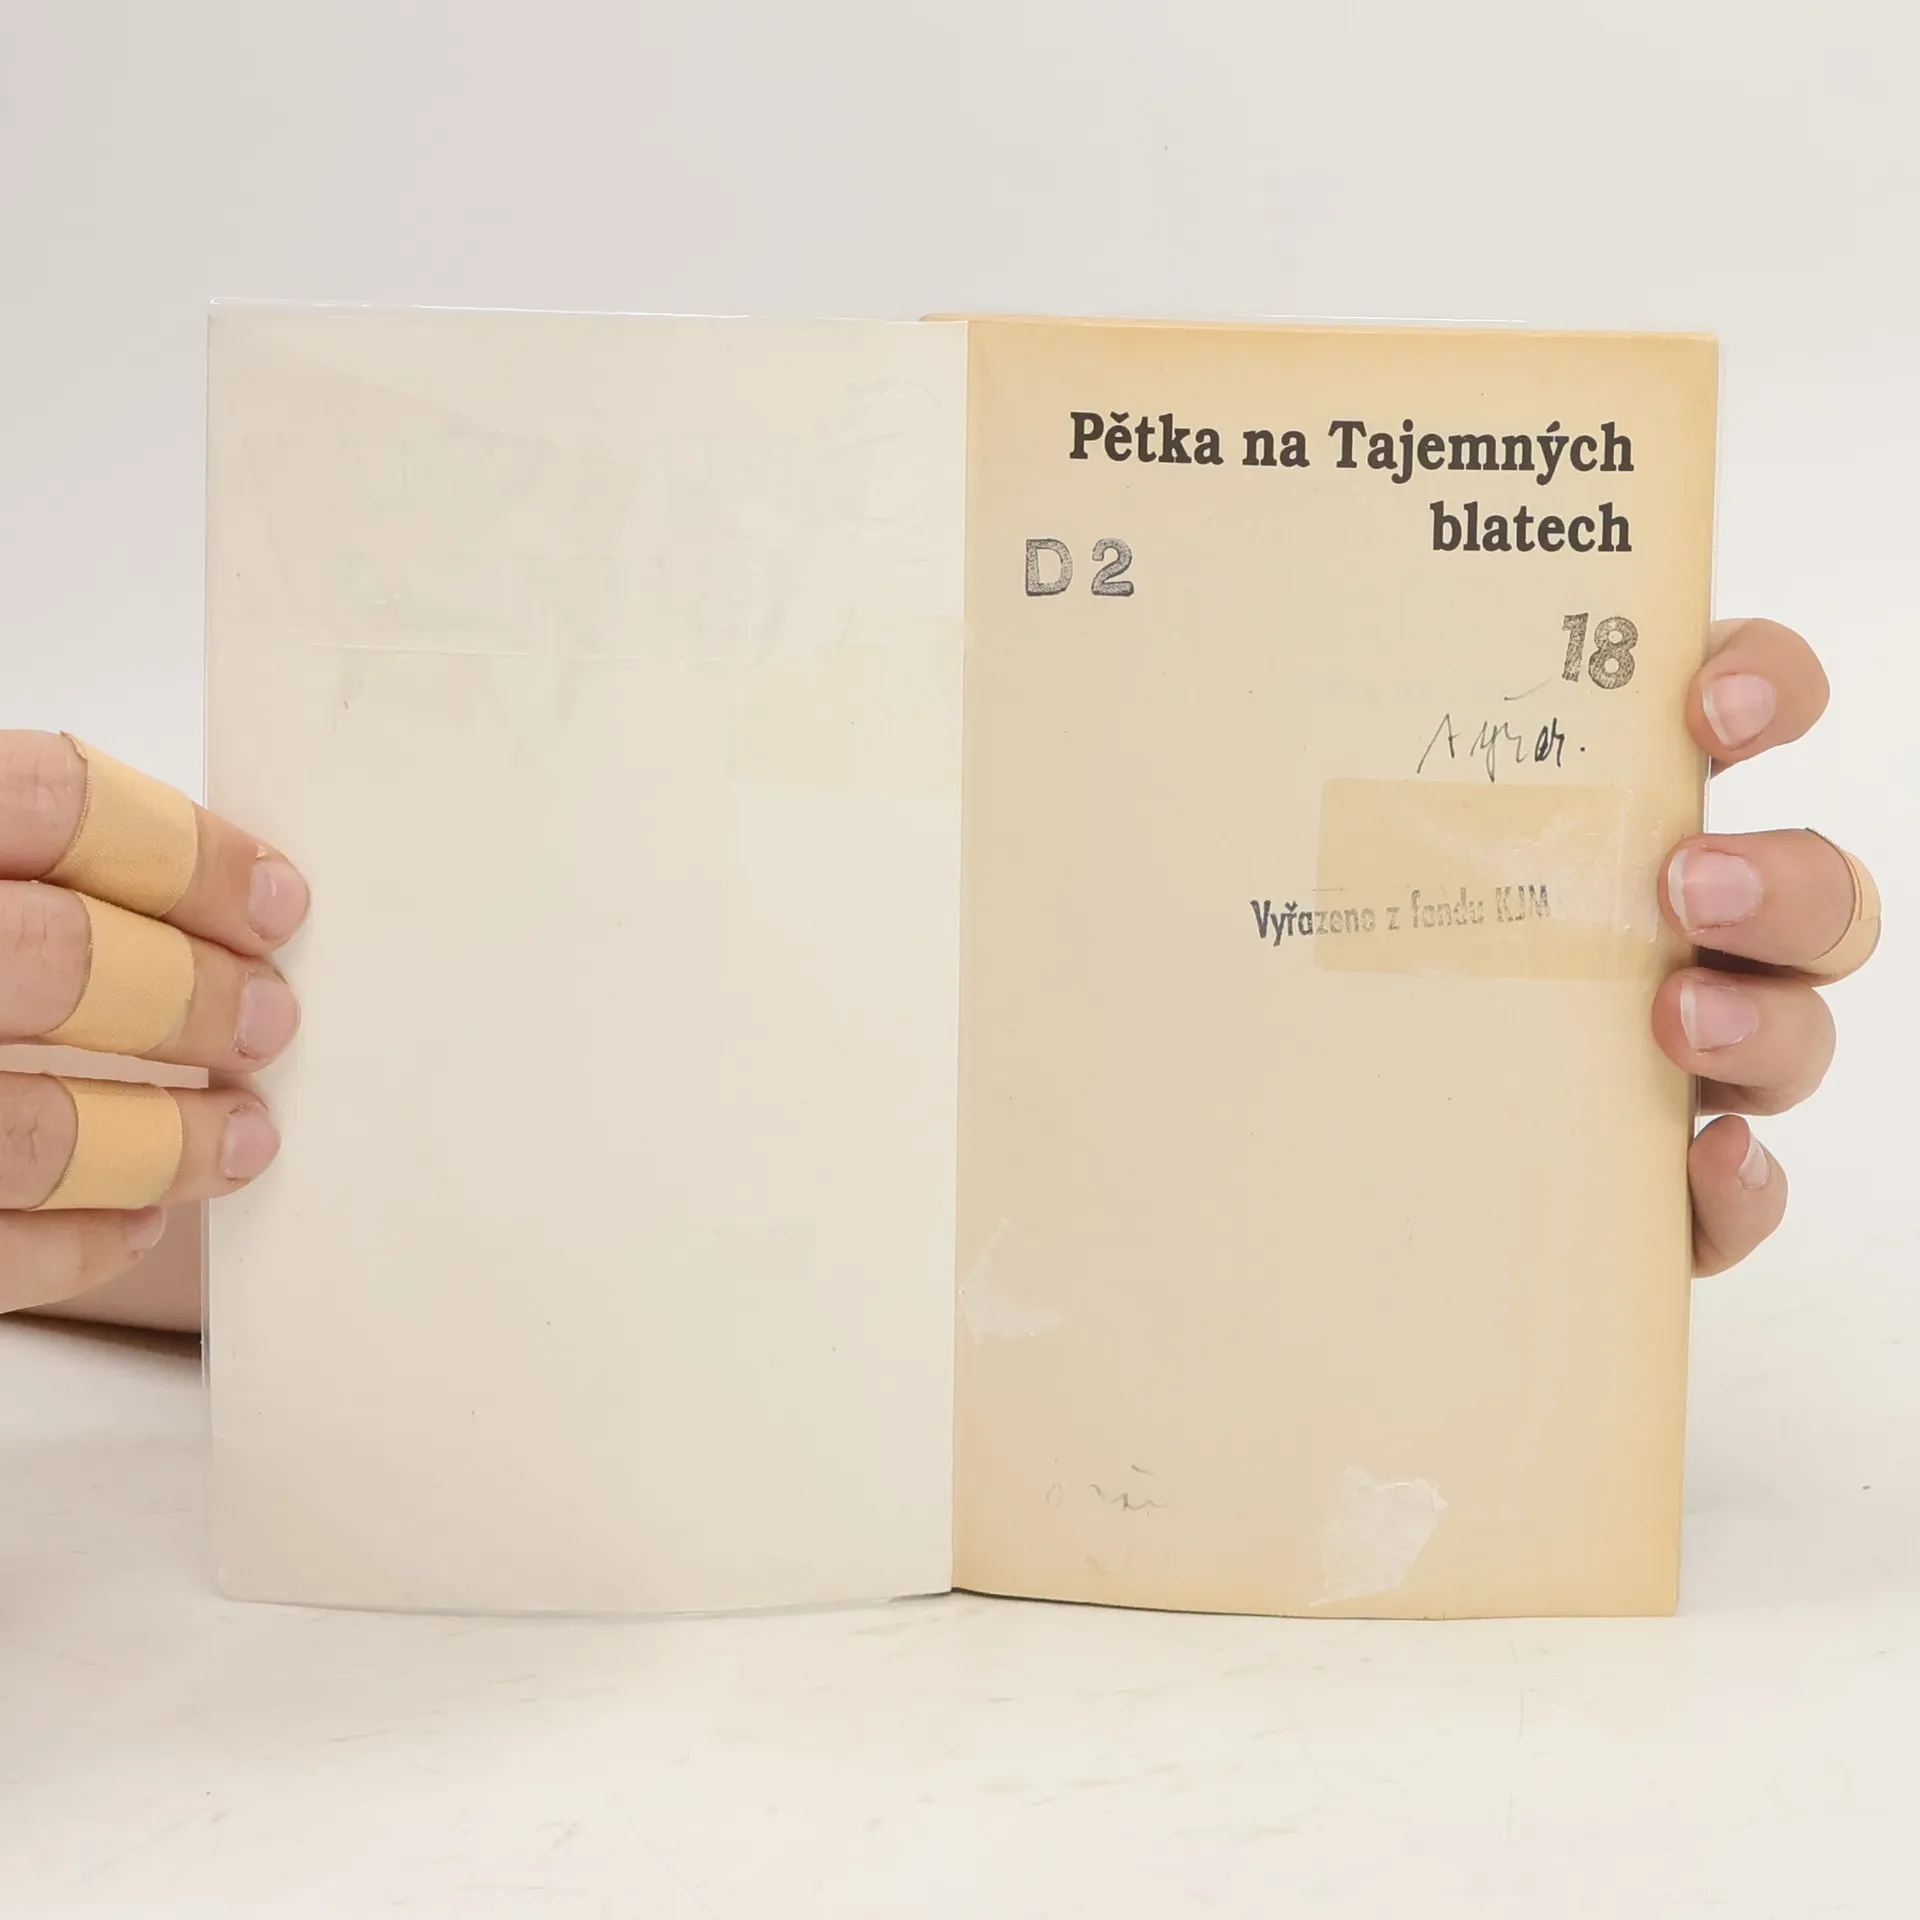 Pětka na Tajemných
blatech
D 2
18
Vyřazeno z fondu KJM